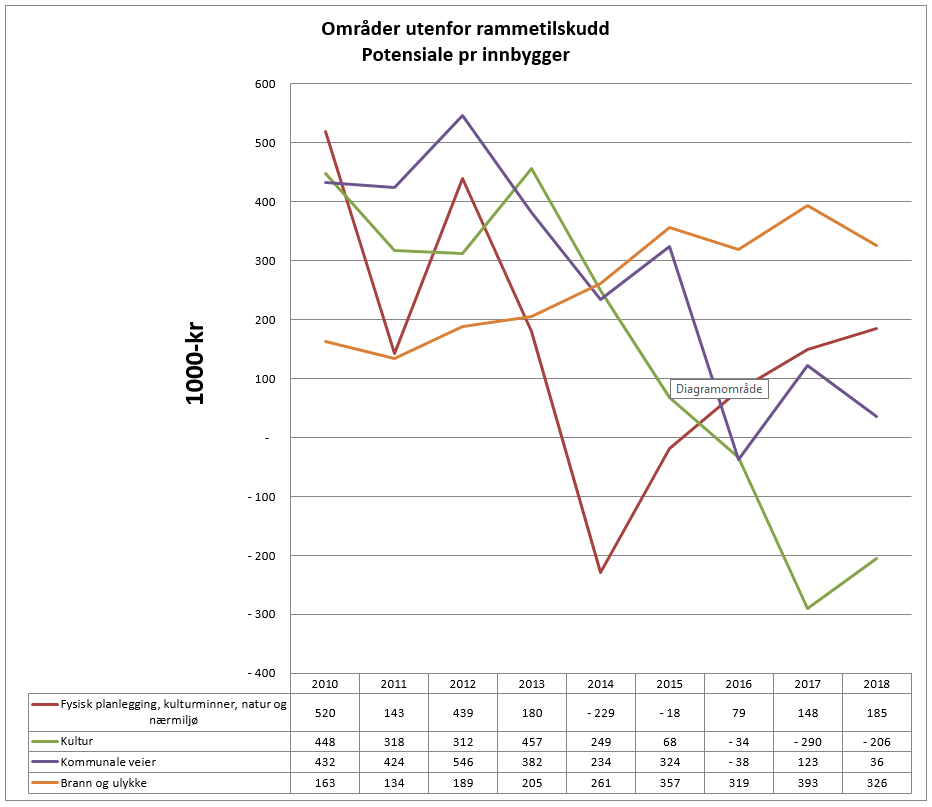 Områder utenfor rammetilskudd
Potensiale pr innbygger
1000-kr
600
500
400
300
200
100
-
- 100
- 200
- 300
- 400
Diagramområde
2010 2011 2012 2013 2014 2015 2016 2017 2018
Fysisk planlegging, kulturminner, natur og
nærmiljø
520 143 439 180 - 229 - 18 79 148 185
Kultur 448 318 312 457 249 68 - 34 - 290 - 206
Kommunale veier 432 424 546 382 234 324 - 38 123 36
Brann og ulykke 163 134 189 205 261 357 319 393 326